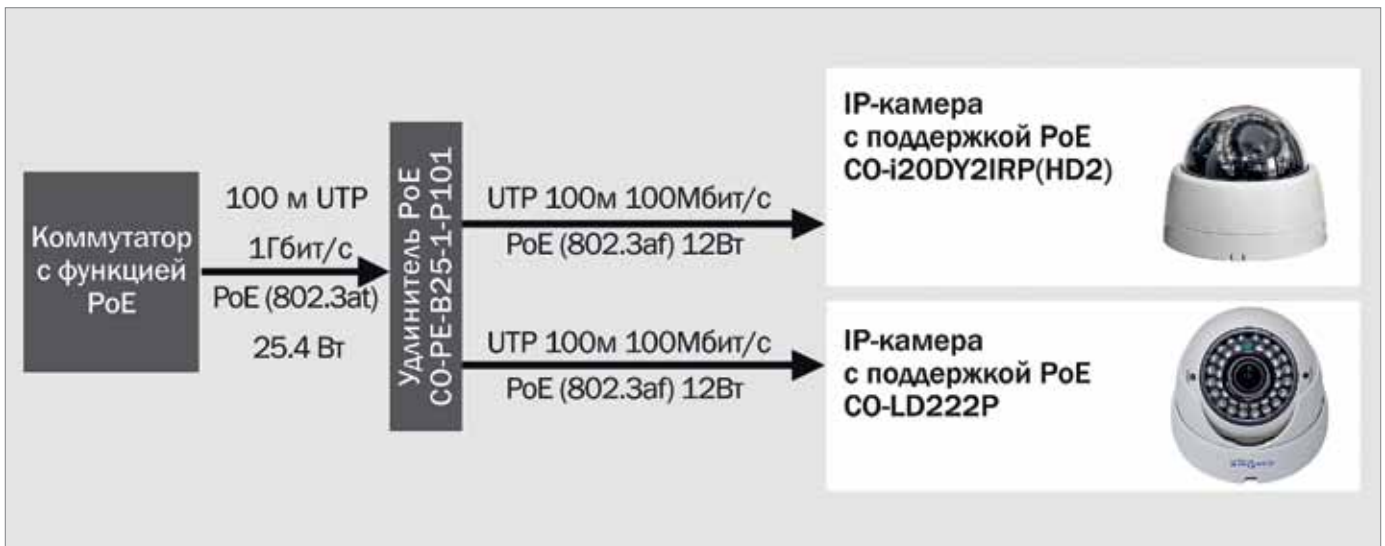 Коммутатор
с функцией
PoE
100 м UTP
1Гбит/с
PoE (802.3at)
25.4 Вт
Удлинитель PoE
CO-PE-B25-1-P101
UTP 100м 100Мбит/с
PoE (802.3af) 12Вт
UTP 100м 100Мбит/с
PoE (802.3af) 12Вт
IP-камера
с поддержкой PoE
CO-i20DY2IRP(HD2)
IP-камера
с поддержкой PoE
CO-LD222P